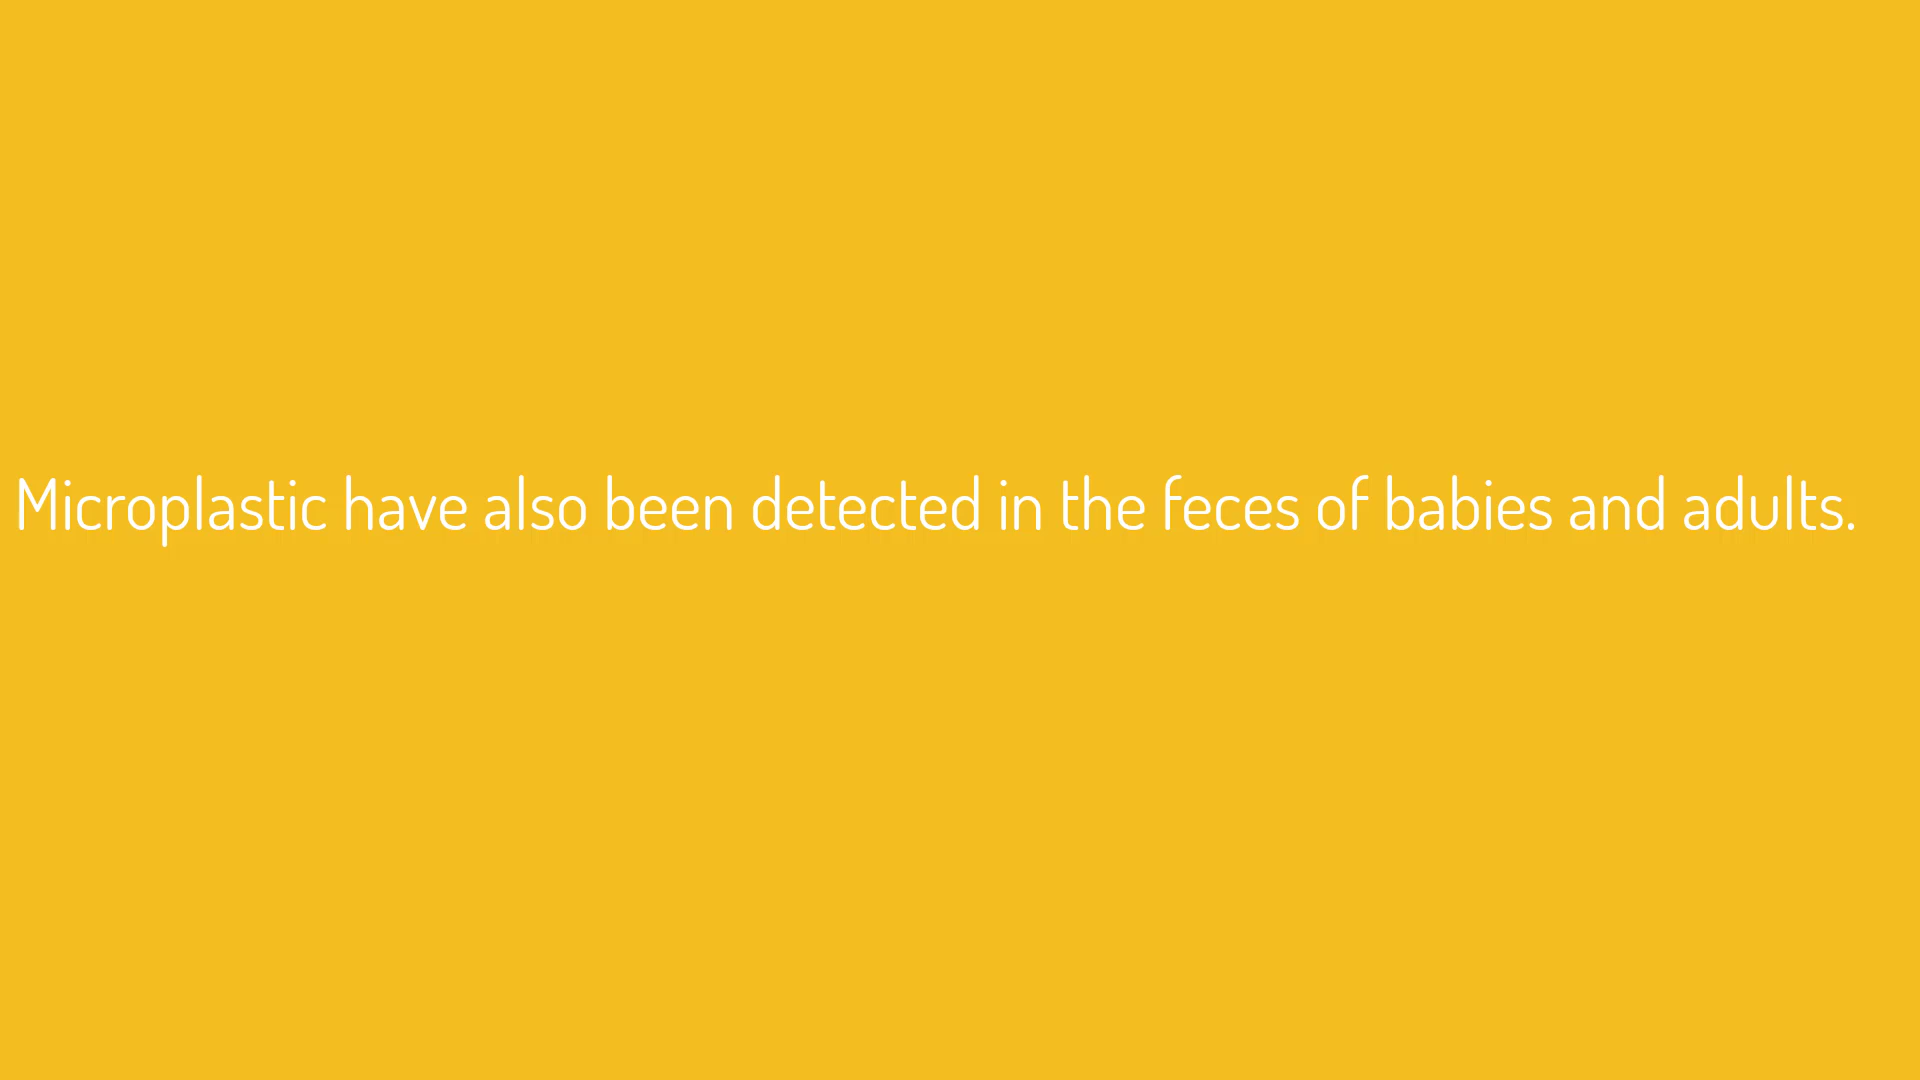 Microplastic have also been detected in the feces of babies and adults.